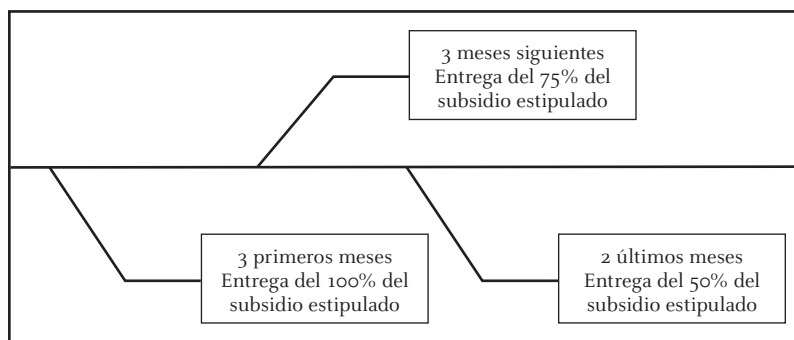 3 meses siguientes
Entrega del 75% del
subsidio estipulado
3 primeros meses
Entrega del 100% del
subsidio estipulado
2 últimos meses
Entrega del 50% del
subsidio estipulado